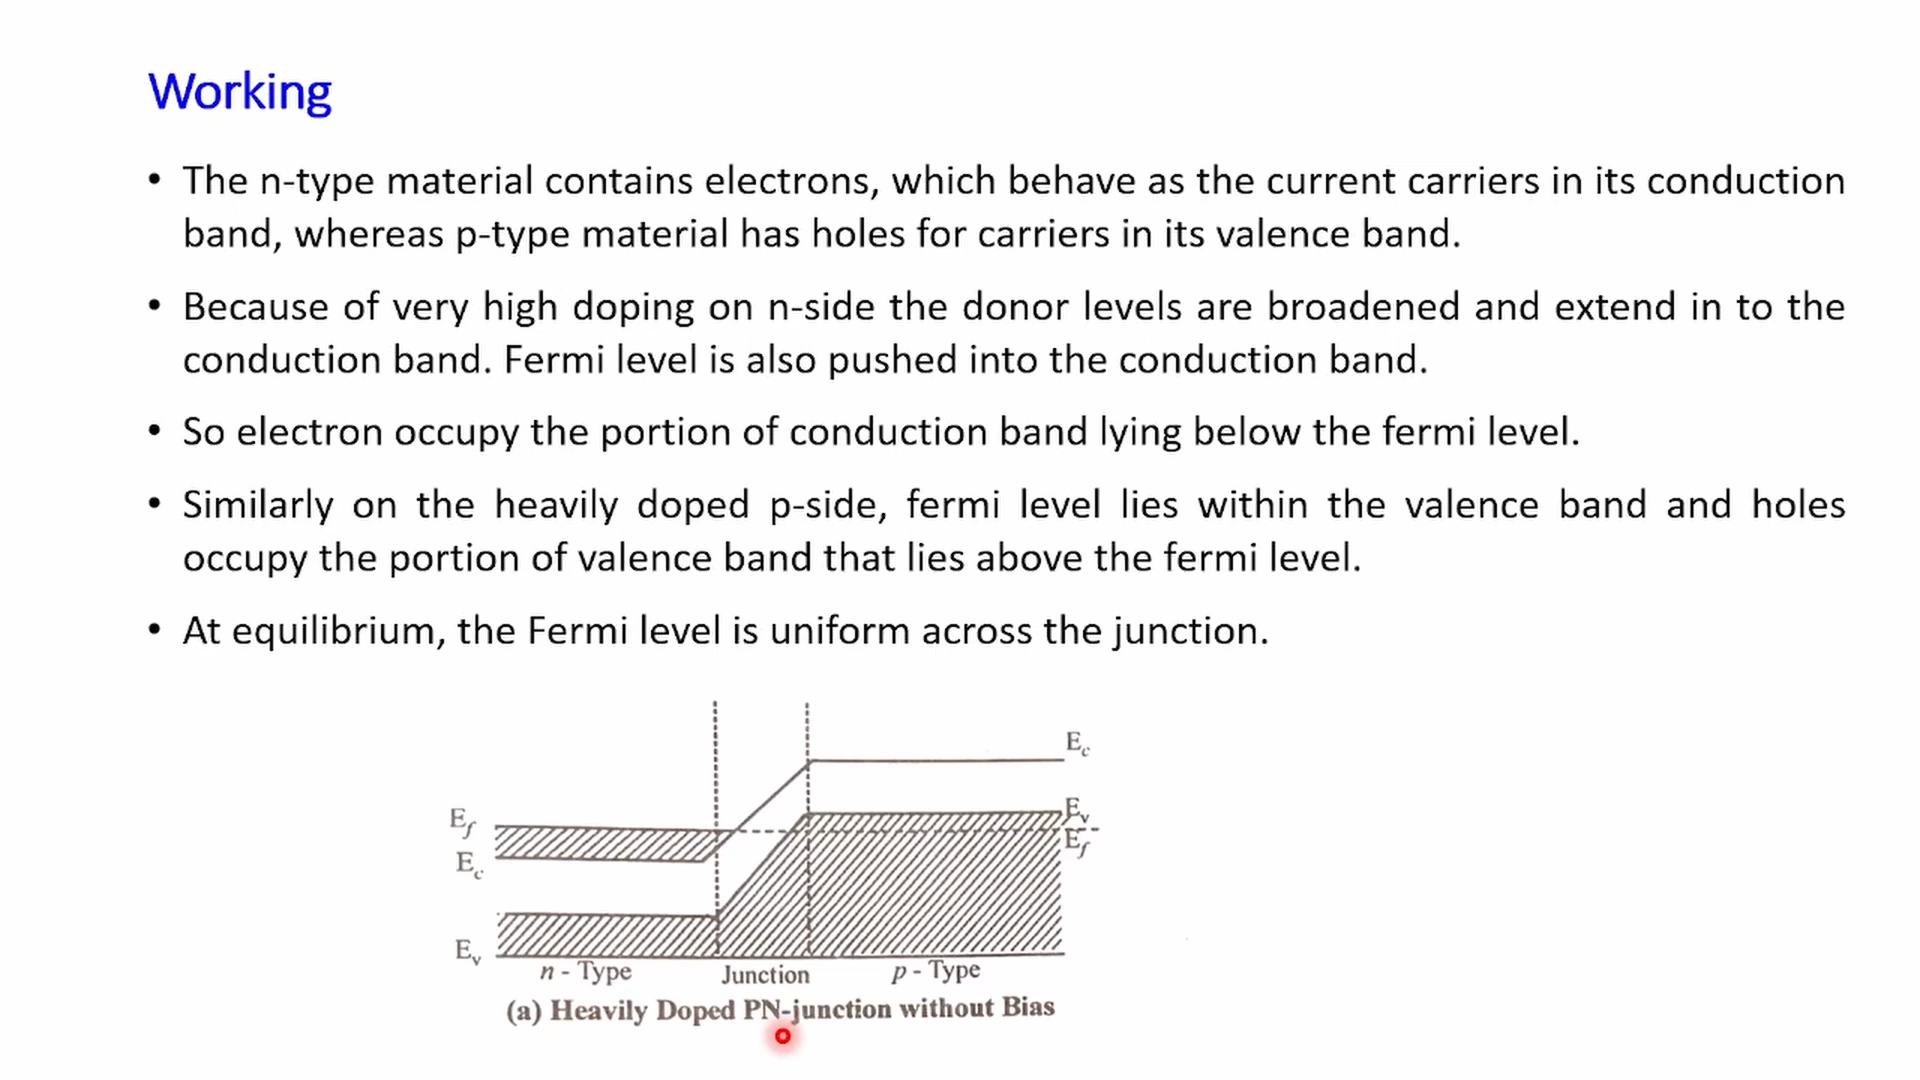 Working
• The n-type material contains electrons, which behave as the current carriers in its conduction
band, whereas p-type material has holes for carriers in its valence band.
• Because of very high doping on n-side the donor levels are broadened and extend in to the
conduction band. Fermi level is also pushed into the conduction band.
• So electron occupy the portion of conduction band lying below the fermi level.
• Similarly on the heavily doped p-side, fermi level lies within the valence band and holes
occupy the portion of valence band that lies above the fermi level.
• At equilibrium, the Fermi level is uniform across the junction.
Ec
Ef
Ev
Ef
Ec
Ev
n - Type
Junction
p - Type
(a) Heavily Doped PN-junction without Bias